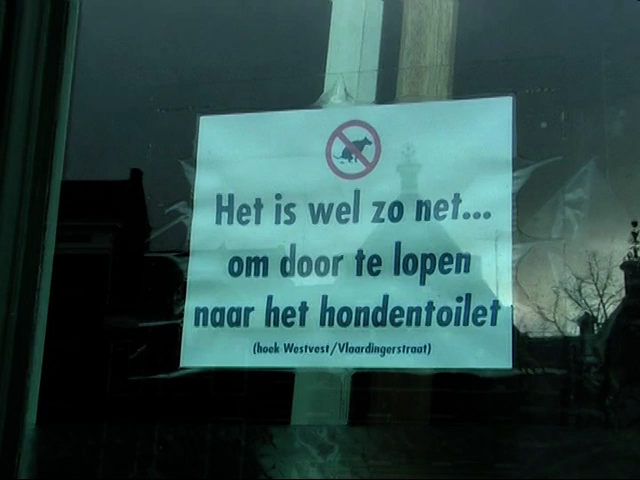 Het is wel zo net...
om door te lopen
naar het hondentoilet
(hoek Westvest/Vlaardingerstraat)